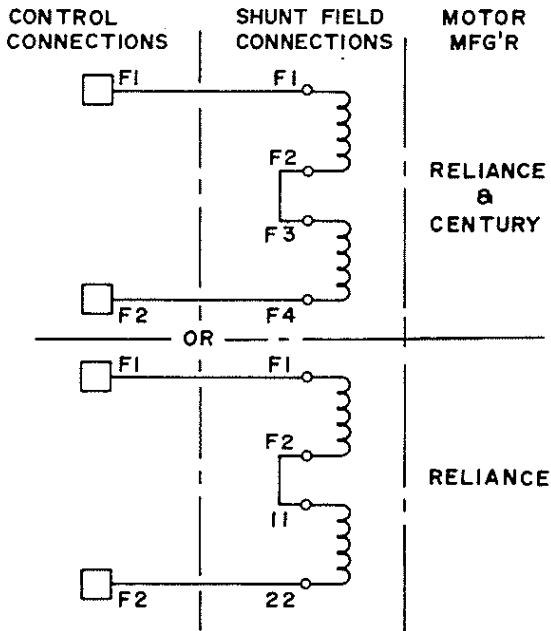 CONTROL CONNECTIONS
SHUNT FIELD CONNECTIONS
MOTOR MFG'R
F1
F1
F2
F3
F2
F4
RELIANCE
&
CENTURY
OR
F1
F1
F2
11
F2
22
RELIANCE